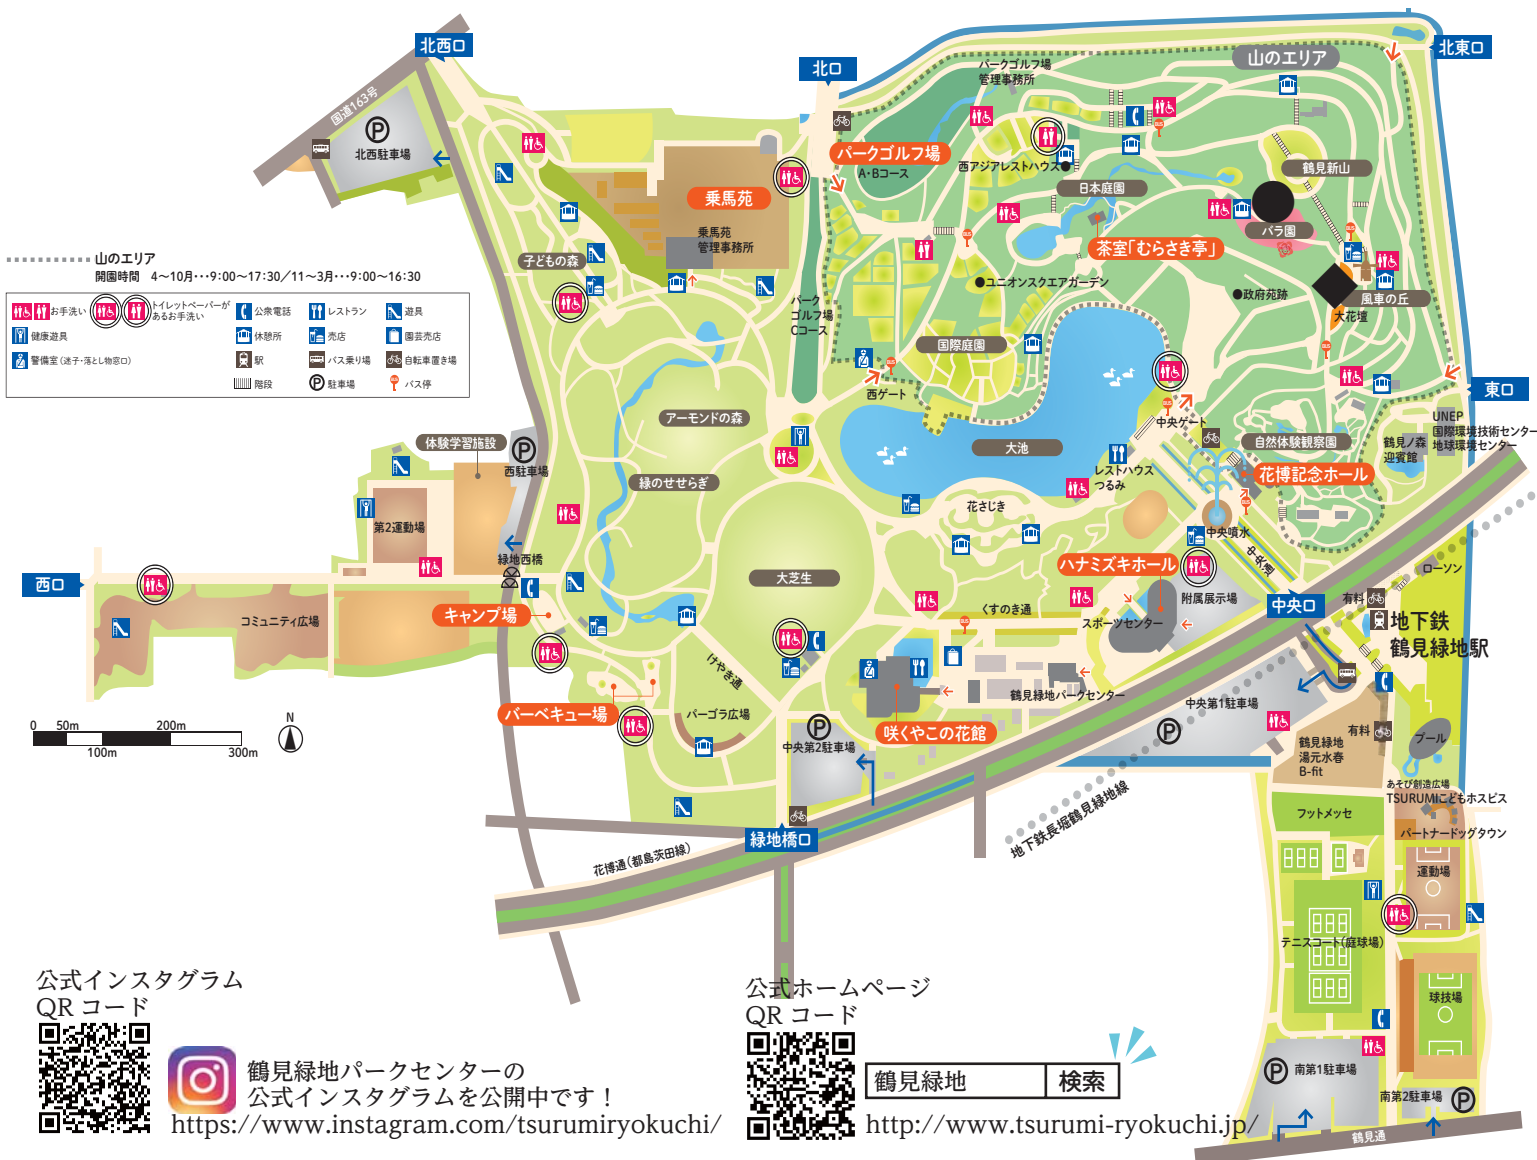 北西口
国道163号
北西駐車場
北口
北東口
山のエリア
パークゴルフ場
管理事務所
パークゴルフ場
A・Bコース
西アジアレストハウス
日本庭園
鶴見新山
バラ園
茶室「むらさき亭」
乗馬苑
乗馬苑
管理事務所
子どもの森
山のエリア
開園時間　4〜10月・・・9:00〜17:30／11〜3月・・・9:00〜16:30
お手洗い
トイレットペーパーが
あるお手洗い
公衆電話
レストラン
遊具
健康遊具
休憩所
売店
園芸売店
警備室(迷子・落とし物窓口)
駅
バス乗り場
自転車置き場
階段
駐車場
バス停
パーク
ゴルフ場
Cコース
ユニオンスクエアガーデン
政府苑跡
風車の丘
大花壇
国際庭園
西ゲート
東口
アーモンドの森
中央ゲート
UNEP
国際環境技術センター
地球環境センター
鶴見ノ森
迎賓館
自然体験観察園
体験学習施設
西駐車場
大池
レストハウス
つるみ
花博記念ホール
緑のせせらぎ
花さじき
中央噴水
中央通
第2運動場
緑地西橋
大芝生
ハナミズキホール
附属展示場
ローソン
西口
コミュニティ広場
キャンプ場
くすのき通
スポーツセンター
中央口
有料
地下鉄
鶴見緑地駅
けやき通
鶴見緑地パークセンター
中央第1駐車場
バーベキュー場
パーゴラ広場
咲くやこの花館
中央第2駐車場
有料
鶴見緑地
湯元水春
B-fit
プール
0
50m
100m
200m
300m
N
あそび創造広場
TSURUMIこどもホスピス
フットメッセ
パートナードッグタウン
地下鉄長堀鶴見緑地線
緑地橋口
花博通(都島茨田線)
運動場
テニスコート(庭球場)
球技場
南第1駐車場
南第2駐車場
鶴見通
公式インスタグラム
QRコード
鶴見緑地パークセンターの
公式インスタグラムを公開中です！
https://www.instagram.com/tsurumiryokuchi/
公式ホームページ
QRコード
鶴見緑地
検索
http://www.tsurumi-ryokuchi.jp/